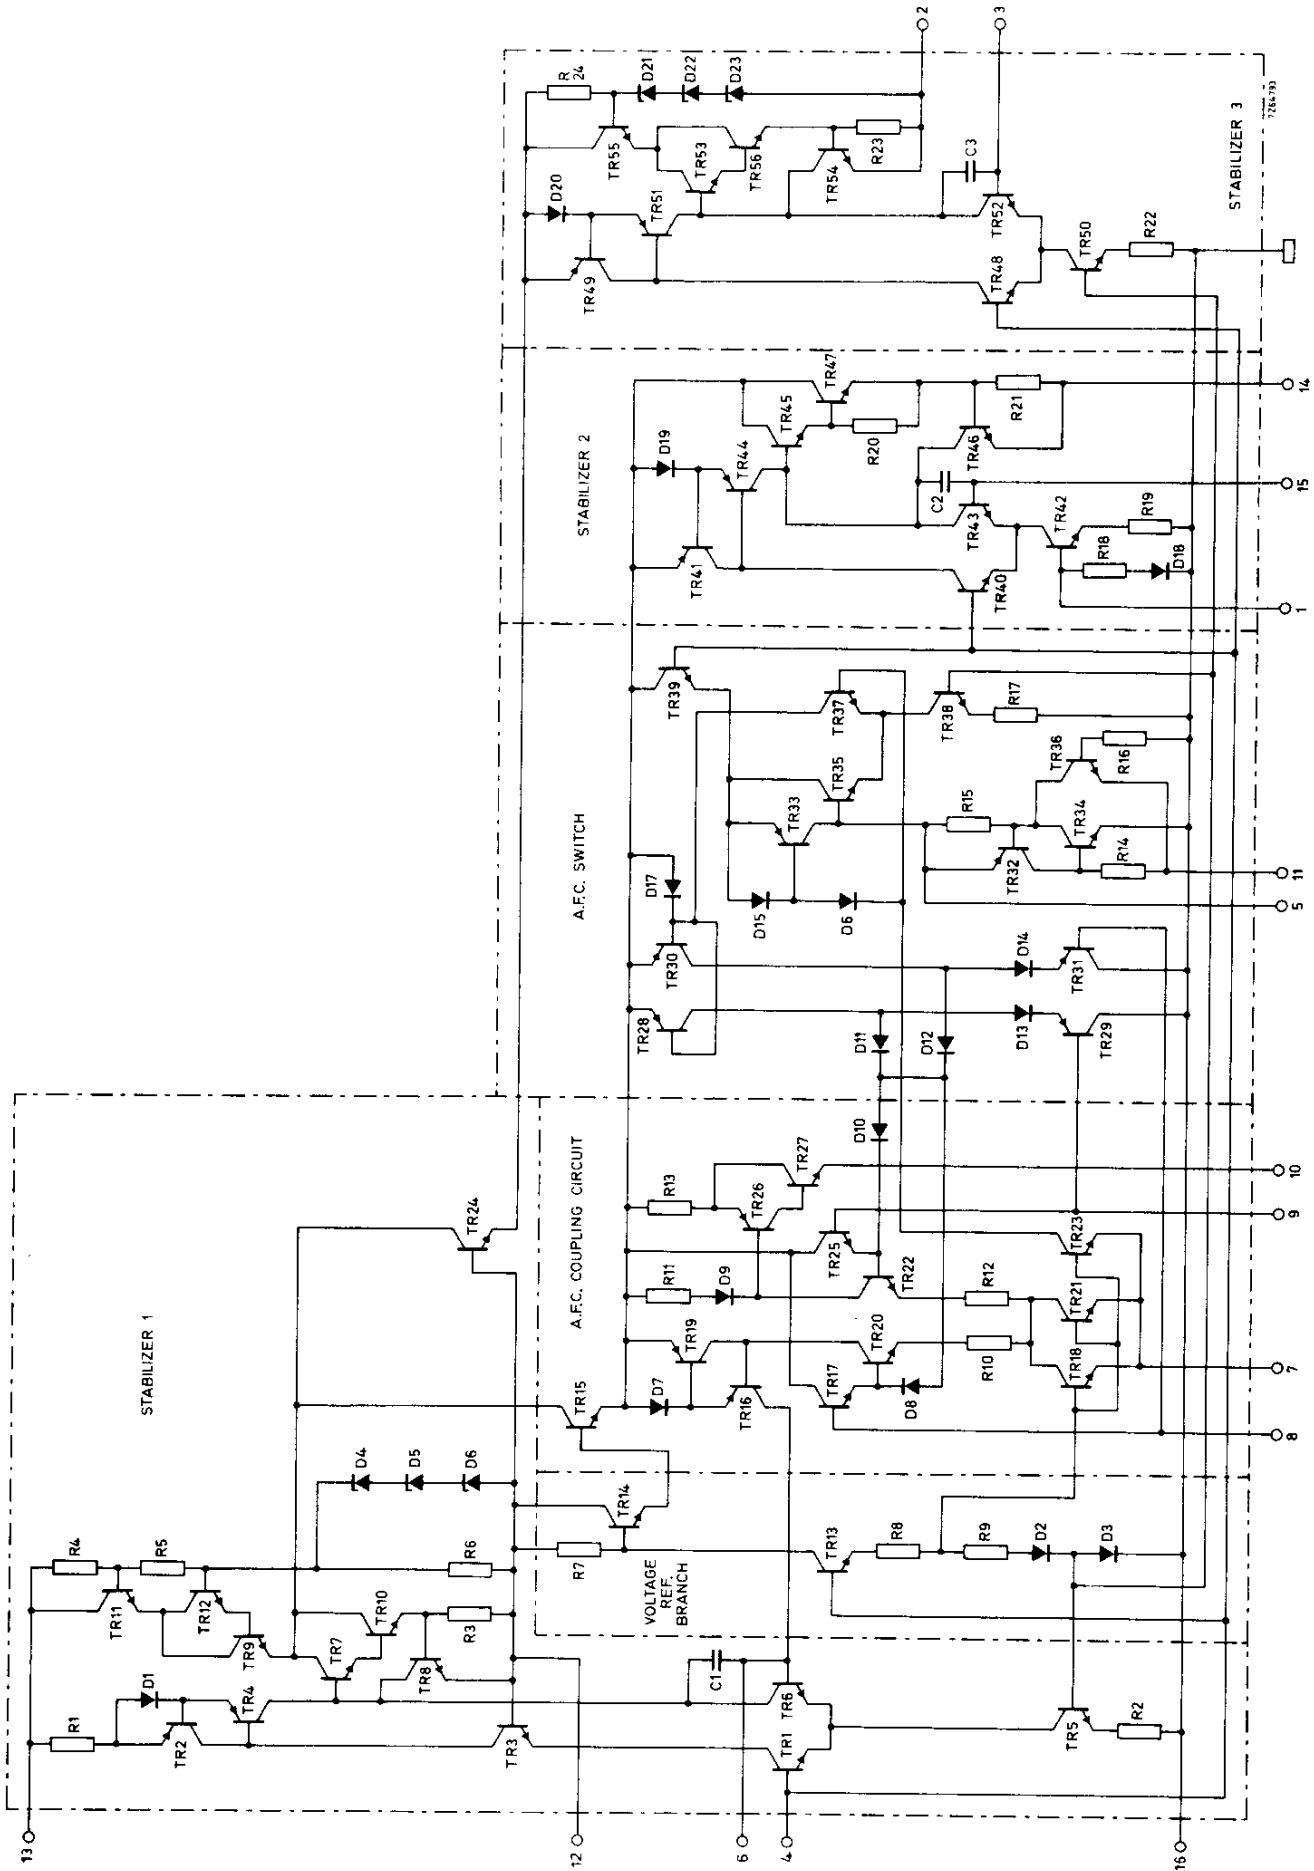 STABILIZER 1
R1
R4
D1
TR2
TR4
TR11
R5
TR12
TR9
TR7
TR10
TR8
R3
R6
D4
D5
D6
TR3
TR24
13
12
6
4
16
C1
TR1
TR6
TR5
R2
VOLTAGE
REF.
BRANCH
R7
TR14
TR13
R8
R9
D2
D3
A.F.C. COUPLING CIRCUIT
TR15
D7
TR19
TR16
R11
D9
R13
TR26
TR27
TR17
TR20
TR25
TR22
D8
D10
R10
R12
TR18
TR21
TR23
8
7
9
10
A.F.C. SWITCH
TR28
TR30
D17
TR39
D15
D6
TR33
TR35
TR37
TR38
R17
D11
D12
D13
D14
TR29
TR31
TR32
R15
TR34
R14
TR36
R16
5
11
STABILIZER 2
TR41
D19
TR44
TR45
TR47
R20
C2
TR43
TR40
TR46
R21
TR42
R18
D18
R19
1
15
14
STABILIZER 3
TR49
D20
TR51
TR55
R
24
D21
D22
D23
TR53
TR56
TR54
R23
C3
TR52
TR48
TR50
R22
2
3
7Z64793